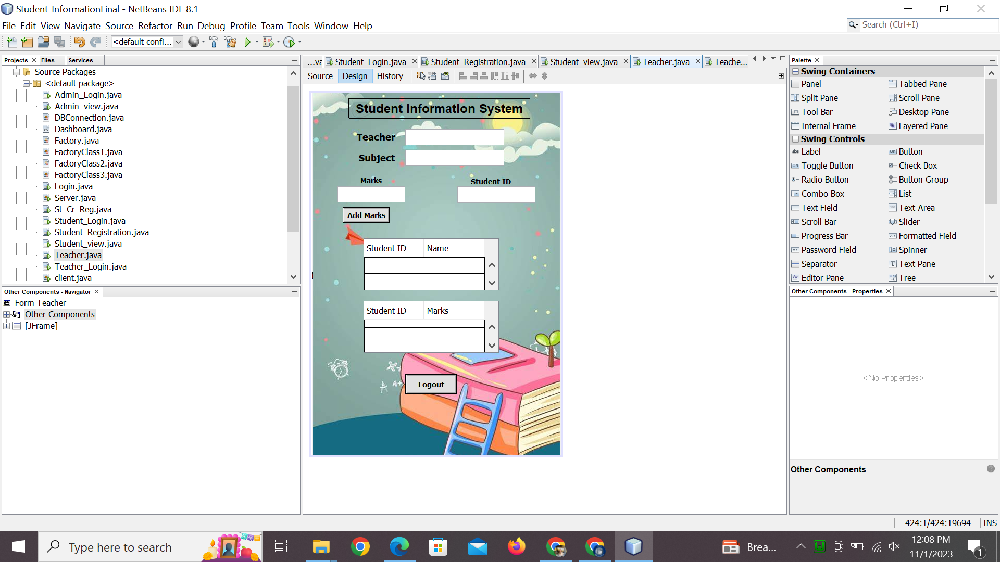 Student_InformationFinal - NetBeans IDE 8.1
File Edit View Navigate Source Refactor Run Debug Profile Team Tools Window Help
Search (Ctrl+I)
<default confi...
Projects Files Services
Source Packages
<default package>
Admin_Login.java
Admin_view.java
DBConnection.java
Dashboard.java
Factory.java
FactoryClass1.java
FactoryClass2.java
FactoryClass3.java
Login.java
Server.java
St_Cr_Reg.java
Student_Login.java
Student_Registration.java
Student_view.java
Teacher.java
Teacher_Login.java
client.java
Other Components - Navigator
Form Teacher
Other Components
[JFrame]
...va Student_Login.java Student_Registration.java Student_view.java Teacher.java Teache...
Source Design History
Student Information System
Teacher
Subject
Marks Student ID
Add Marks
Student ID Name
Student ID Marks
A+
Logout
Palette
Swing Containers
Panel Tabbed Pane
Split Pane Scroll Pane
Tool Bar Desktop Pane
Internal Frame Layered Pane
Swing Controls
Label Button
Toggle Button Check Box
Radio Button Button Group
Combo Box List
Text Field Text Area
Scroll Bar Slider
Progress Bar Formatted Field
Password Field Spinner
Separator Text Pane
Editor Pane Tree
Other Components - Properties
<No Properties>
Other Components
424:1/424:19694 INS
Type here to search
Brea...
12:08 PM
11/1/2023
1